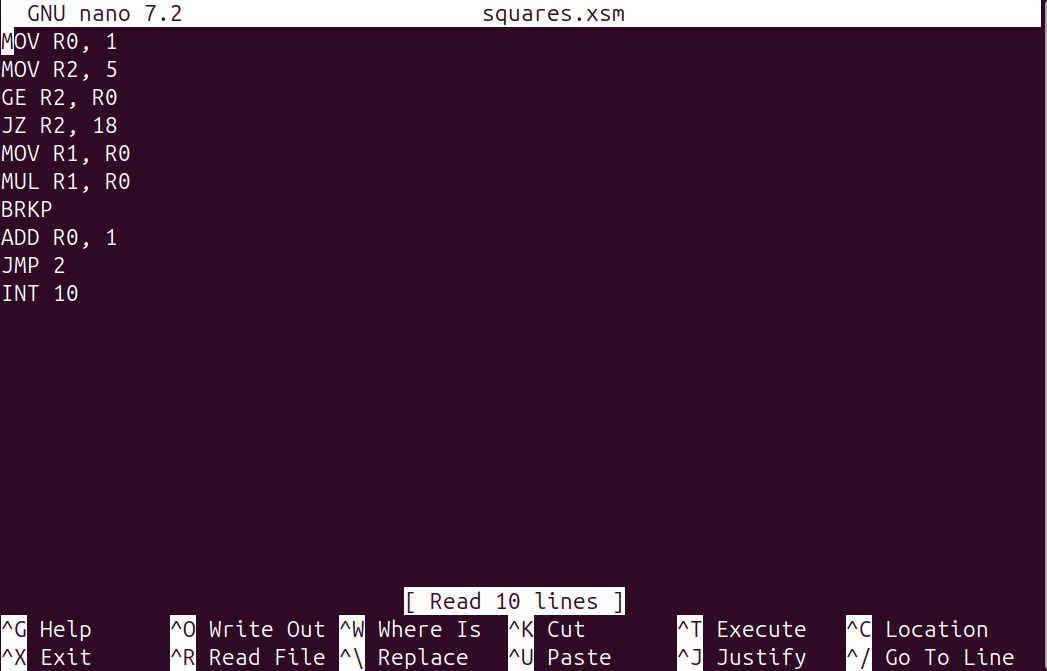 GNU nano 7.2 squares.xsm
MOV R0, 1
MOV R2, 5
GE R2, R0
JZ R2, 18
MOV R1, R0
MUL R1, R0
BRKP
ADD R0, 1
JMP 2
INT 10
[ Read 10 lines ]
^G Help ^O Write Out ^W Where Is ^K Cut ^T Execute ^C Location
^X Exit ^R Read File ^\ Replace ^U Paste ^J Justify ^/ Go To Line